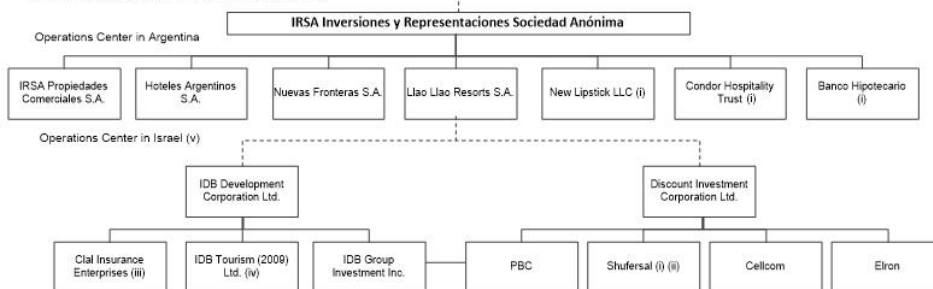 IRSA Inversiones y Representaciones Sociedad Anónima
Operations Center in Argentina
IRSA Propiedades
Comerciales S.A.
Hoteles Argentinos
S.A.
Nuevas Fronteras S.A.
Llao Llao Resorts S.A.
New Lipstick LLC (i)
Condor Hospitality
Trust (i)
Banco Hipotecario
(i)
Operations Center in Israel (v)
IDB Development
Corporation Ltd.
Discount Investment
Corporation Ltd.
Clal Insurance
Enterprises (iii)
IDB Tourism (2009)
Ltd. (iv)
IDB Group
Investment Inc.
PBC
Shufersal (i) (ii)
Cellcom
Elron